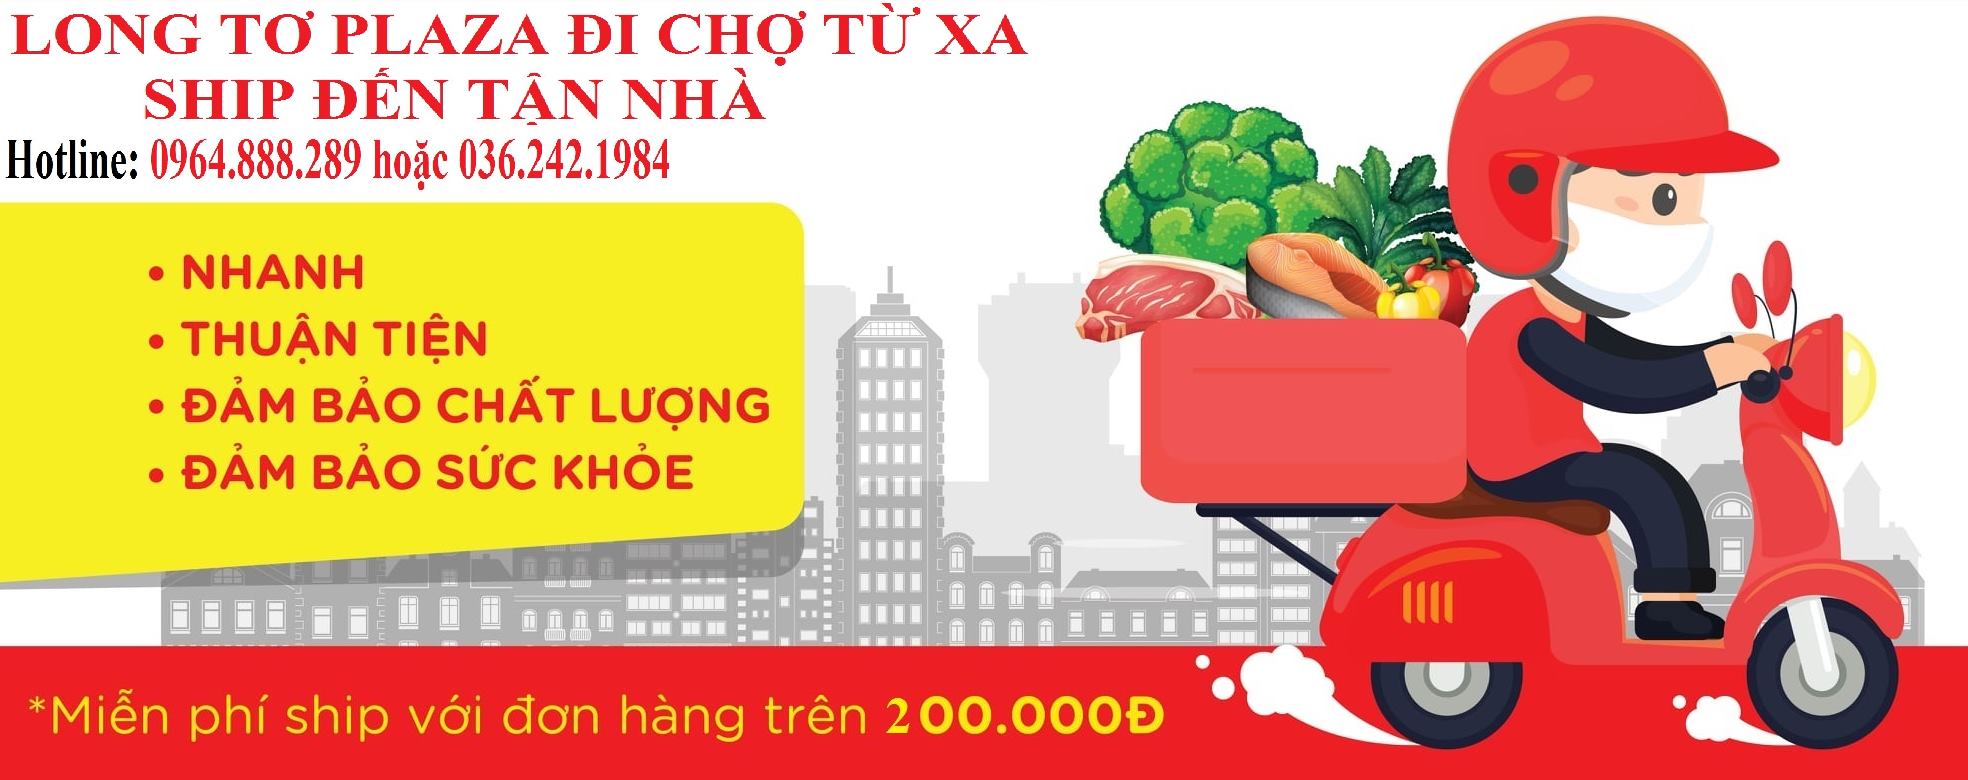 LONG TƠ PLAZA ĐI CHỢ TỪ XA
SHIP ĐẾN TẬN NHÀ
Hotline: 0964.888.289 hoặc 036.242.1984
• NHANH
• THUẬN TIỆN
• ĐẢM BẢO CHẤT LƯỢNG
• ĐẢM BẢO SỨC KHỎE
*Miễn phí ship với đơn hàng trên 200.000Đ